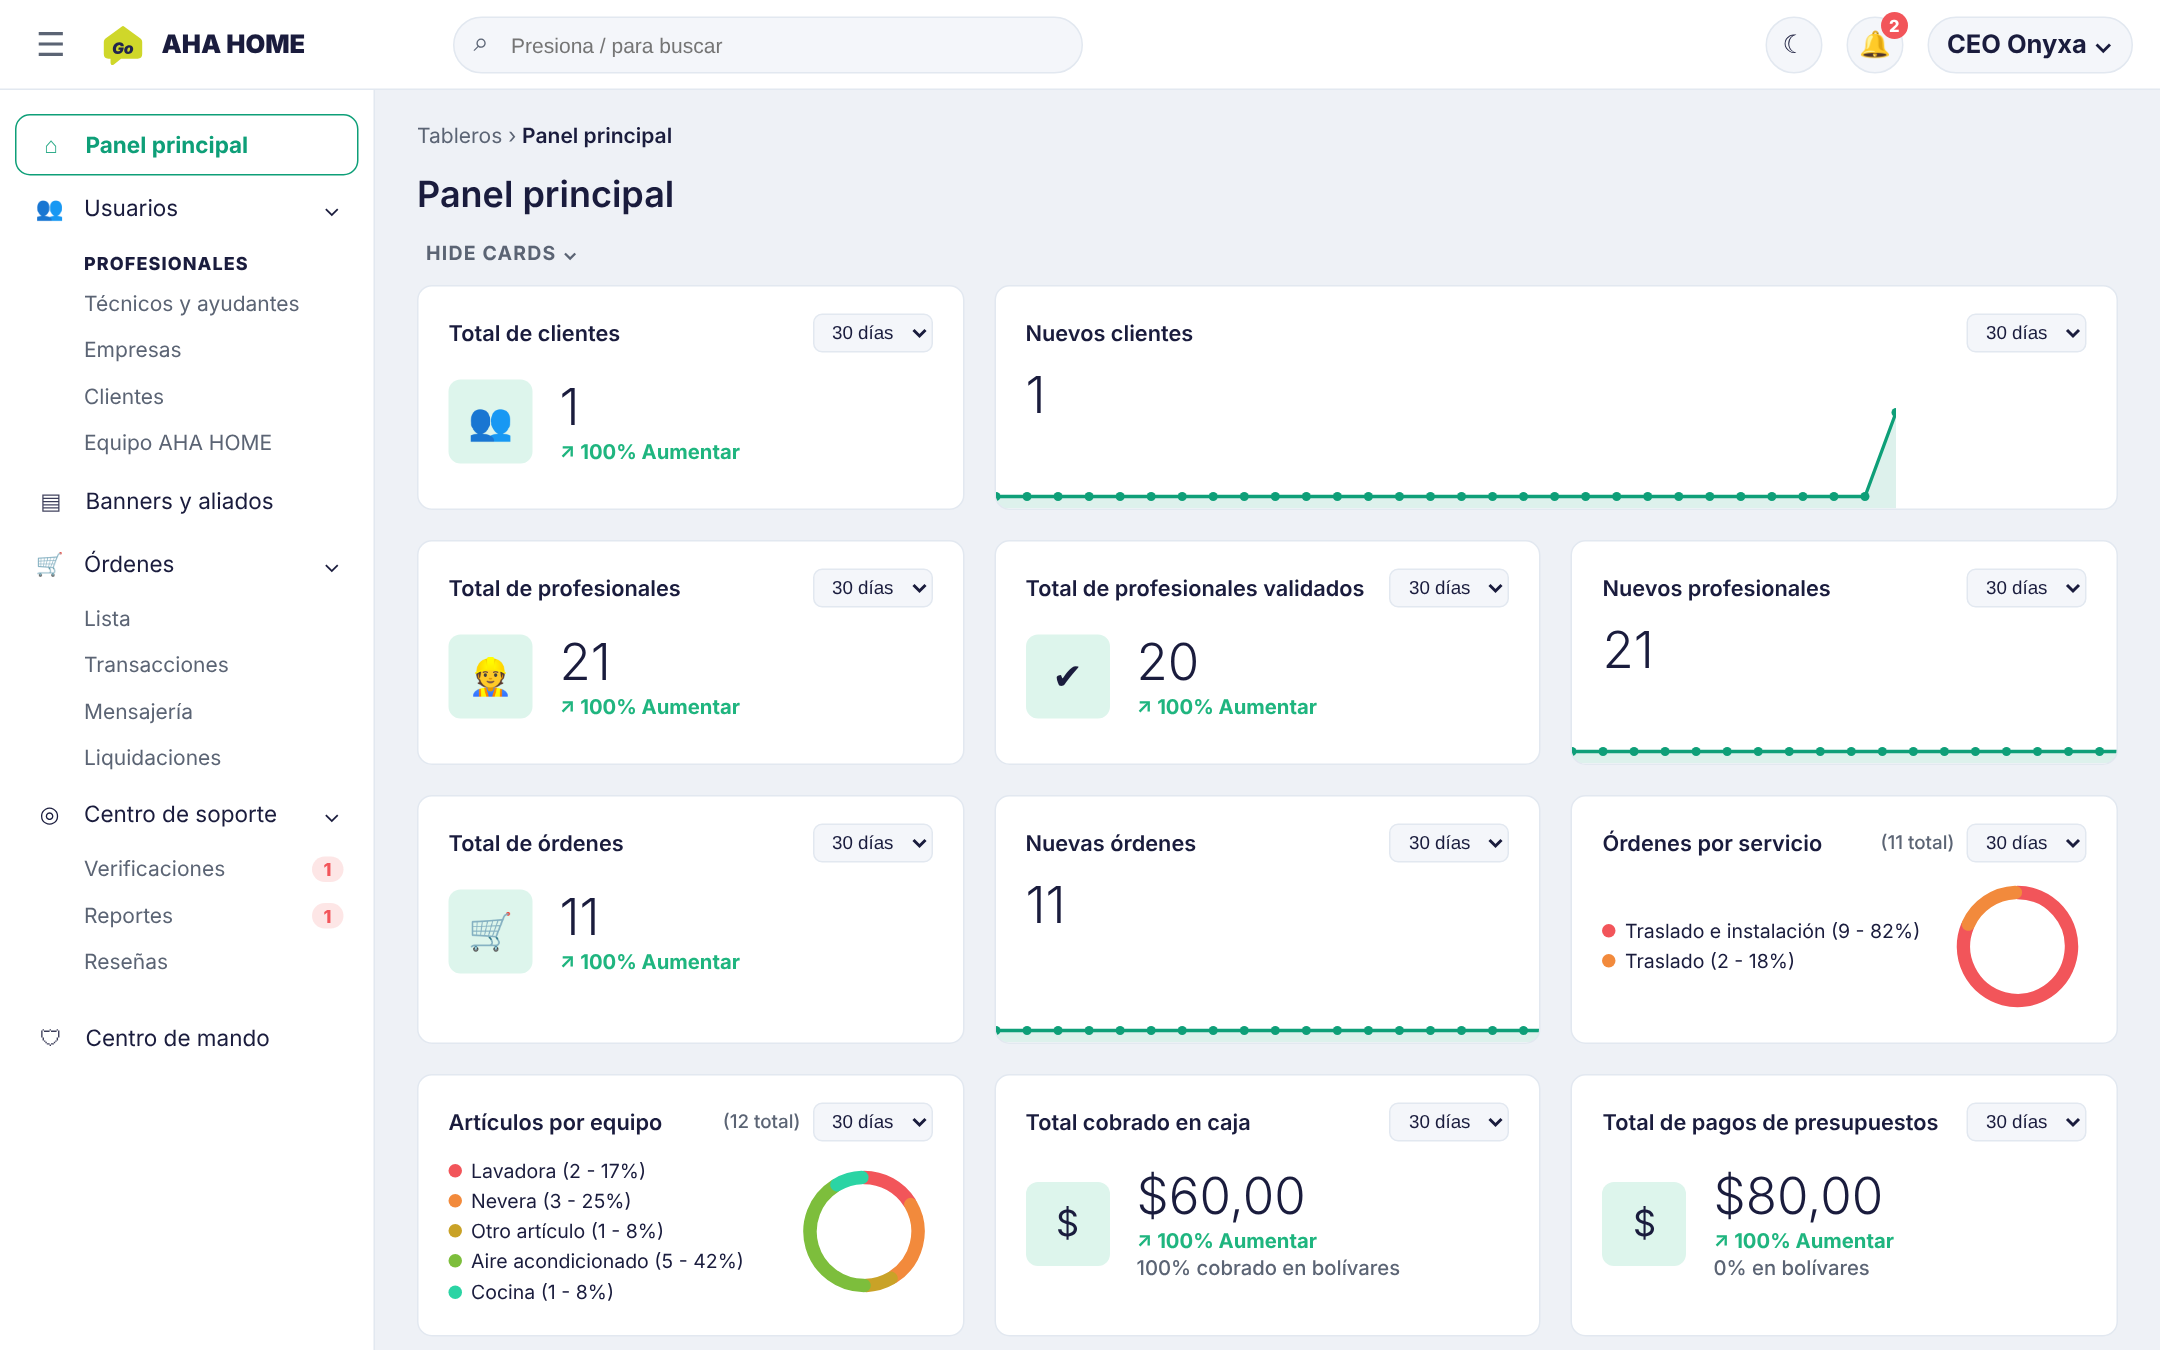 Go
AHA HOME
Presiona / para buscar
2
CEO Onyxa
Panel principal
Usuarios
PROFESIONALES
Técnicos y ayudantes
Empresas
Clientes
Equipo AHA HOME
Banners y aliados
Órdenes
Lista
Transacciones
Mensajería
Liquidaciones
Centro de soporte
Verificaciones 1
Reportes 1
Reseñas
Centro de mando
Tableros › Panel principal
Panel principal
HIDE CARDS
Total de clientes
30 días
1
↗ 100% Aumentar
Nuevos clientes
30 días
1
Total de profesionales
30 días
21
↗ 100% Aumentar
Total de profesionales validados
30 días
20
↗ 100% Aumentar
Nuevos profesionales
30 días
21
Total de órdenes
30 días
11
↗ 100% Aumentar
Nuevas órdenes
30 días
11
Órdenes por servicio
(11 total)
30 días
Traslado e instalación (9 - 82%)
Traslado (2 - 18%)
Artículos por equipo
(12 total)
30 días
Lavadora (2 - 17%)
Nevera (3 - 25%)
Otro artículo (1 - 8%)
Aire acondicionado (5 - 42%)
Cocina (1 - 8%)
Total cobrado en caja
30 días
$
$60,00
↗ 100% Aumentar
100% cobrado en bolívares
Total de pagos de presupuestos
30 días
$
$80,00
↗ 100% Aumentar
0% en bolívares